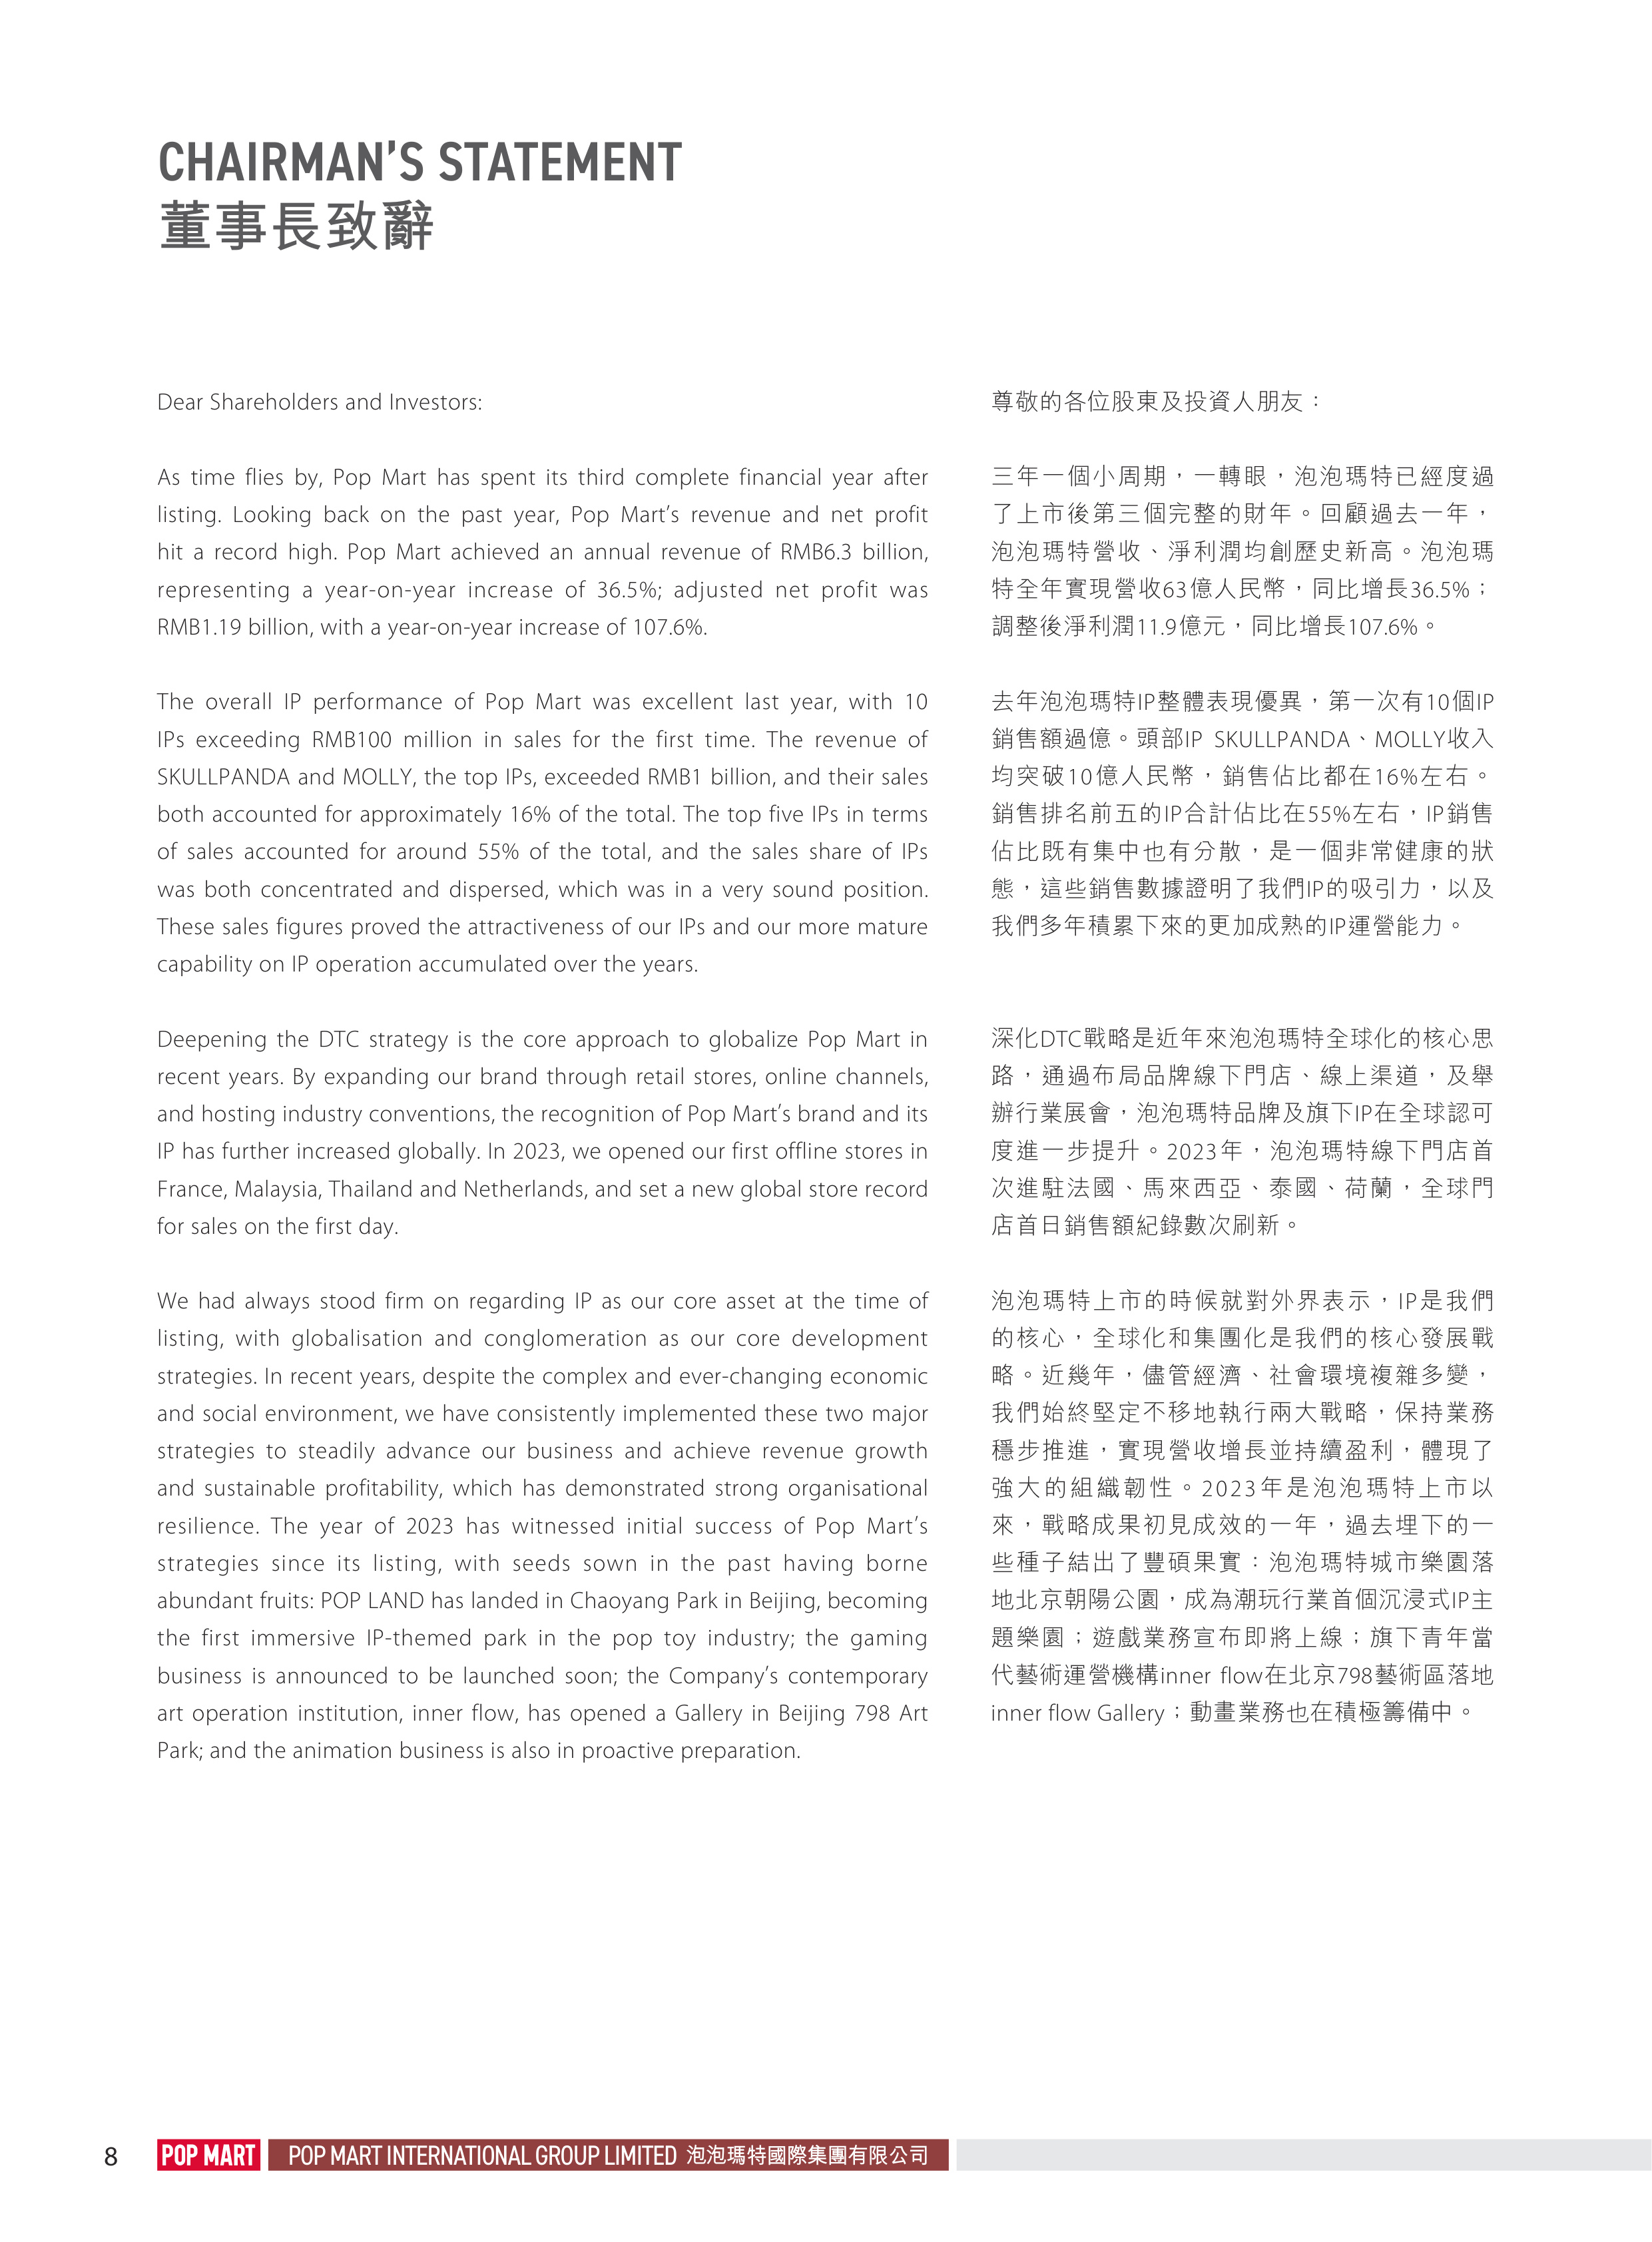 CHAIRMAN'S STATEMENT
董事長致辭
Dear Shareholders and Investors:
As time flies by, Pop Mart has spent its third complete financial year after
listing. Looking back on the past year, Pop Mart's revenue and net profit
hit a record high. Pop Mart achieved an annual revenue of RMB6.3 billion,
representing a year-on-year increase of 36.5%; adjusted net profit was
RMB1.19 billion, with a year-on-year increase of 107.6%.
The overall IP performance of Pop Mart was excellent last year, with 10
IPs exceeding RMB100 million in sales for the first time. The revenue of
SKULLPANDA and MOLLY, the top IPs, exceeded RMB1 billion, and their sales
both accounted for approximately 16% of the total. The top five IPs in terms
of sales accounted for around 55% of the total, and the sales share of IPs
was both concentrated and dispersed, which was in a very sound position.
These sales figures proved the attractiveness of our IPs and our more mature
capability on IP operation accumulated over the years.
Deepening the DTC strategy is the core approach to globalize Pop Mart in
recent years. By expanding our brand through retail stores, online channels,
and hosting industry conventions, the recognition of Pop Mart's brand and its
IP has further increased globally. In 2023, we opened our first offline stores in
France, Malaysia, Thailand and Netherlands, and set a new global store record
for sales on the first day.
We had always stood firm on regarding IP as our core asset at the time of
listing, with globalisation and conglomeration as our core development
strategies. In recent years, despite the complex and ever-changing economic
and social environment, we have consistently implemented these two major
strategies to steadily advance our business and achieve revenue growth
and sustainable profitability, which has demonstrated strong organisational
resilience. The year of 2023 has witnessed initial success of Pop Mart's
strategies since its listing, with seeds sown in the past having borne
abundant fruits: POP LAND has landed in Chaoyang Park in Beijing, becoming
the first immersive IP-themed park in the pop toy industry; the gaming
business is announced to be launched soon; the Company's contemporary
art operation institution, inner flow, has opened a Gallery in Beijing 798 Art
Park; and the animation business is also in proactive preparation.
尊敬的各位股東及投資人朋友：
三年一個小周期，一轉眼，泡泡瑪特已經度過
了上市後第三個完整的財年。回顧過去一年，
泡泡瑪特營收、淨利潤均創歷史新高。泡泡瑪
特全年實現營收63億人民幣，同比增長36.5%；
調整後淨利潤11.9億元，同比增長107.6%。
去年泡泡瑪特IP整體表現優異，第一次有10個IP
銷售額過億。頭部IP SKULLPANDA、MOLLY收入
均突破10億人民幣，銷售佔比都在16%左右。
銷售排名前五的IP合計佔比在55%左右，IP銷售
佔比既有集中也有分散，是一個非常健康的狀
態，這些銷售數據證明了我們IP的吸引力，以及
我們多年積累下來的更加成熟的IP運營能力。
深化DTC戰略是近年來泡泡瑪特全球化的核心思
路，通過布局品牌線下門店、線上渠道，及舉
辦行業展會，泡泡瑪特品牌及旗下IP在全球認可
度進一步提升。2023年，泡泡瑪特線下門店首
次進駐法國、馬來西亞、泰國、荷蘭，全球門
店首日銷售額紀錄數次刷新。
泡泡瑪特上市的時候就對外界表示，IP是我們
的核心，全球化和集團化是我們的核心發展戰
略。近幾年，儘管經濟、社會環境複雜多變，
我們始終堅定不移地執行兩大戰略，保持業務
穩步推進，實現營收增長並持續盈利，體現了
強大的組織韌性。2023年是泡泡瑪特上市以
來，戰略成果初見成效的一年，過去埋下的一
些種子結出了豐碩果實：泡泡瑪特城市樂園落
地北京朝陽公園，成為潮玩行業首個沉浸式IP主
題樂園；遊戲業務宣布即將上線；旗下青年當
代藝術運營機構inner flow在北京798藝術區落地
inner flow Gallery；動畫業務也在積極籌備中。
8 POP MART POP MART INTERNATIONAL GROUP LIMITED 泡泡瑪特國際集團有限公司